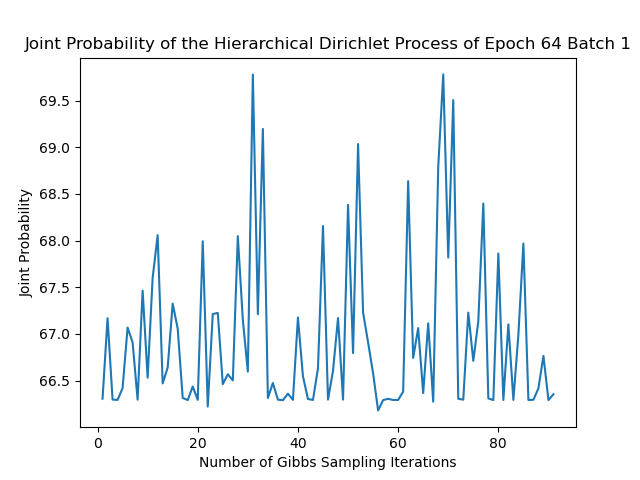 Joint Probability of the Hierarchical Dirichlet Process of Epoch 64 Batch 1
69.5
69.0
68.5
68.0
67.5
67.0
66.5
Joint Probability
0 20 40 60 80
Number of Gibbs Sampling Iterations